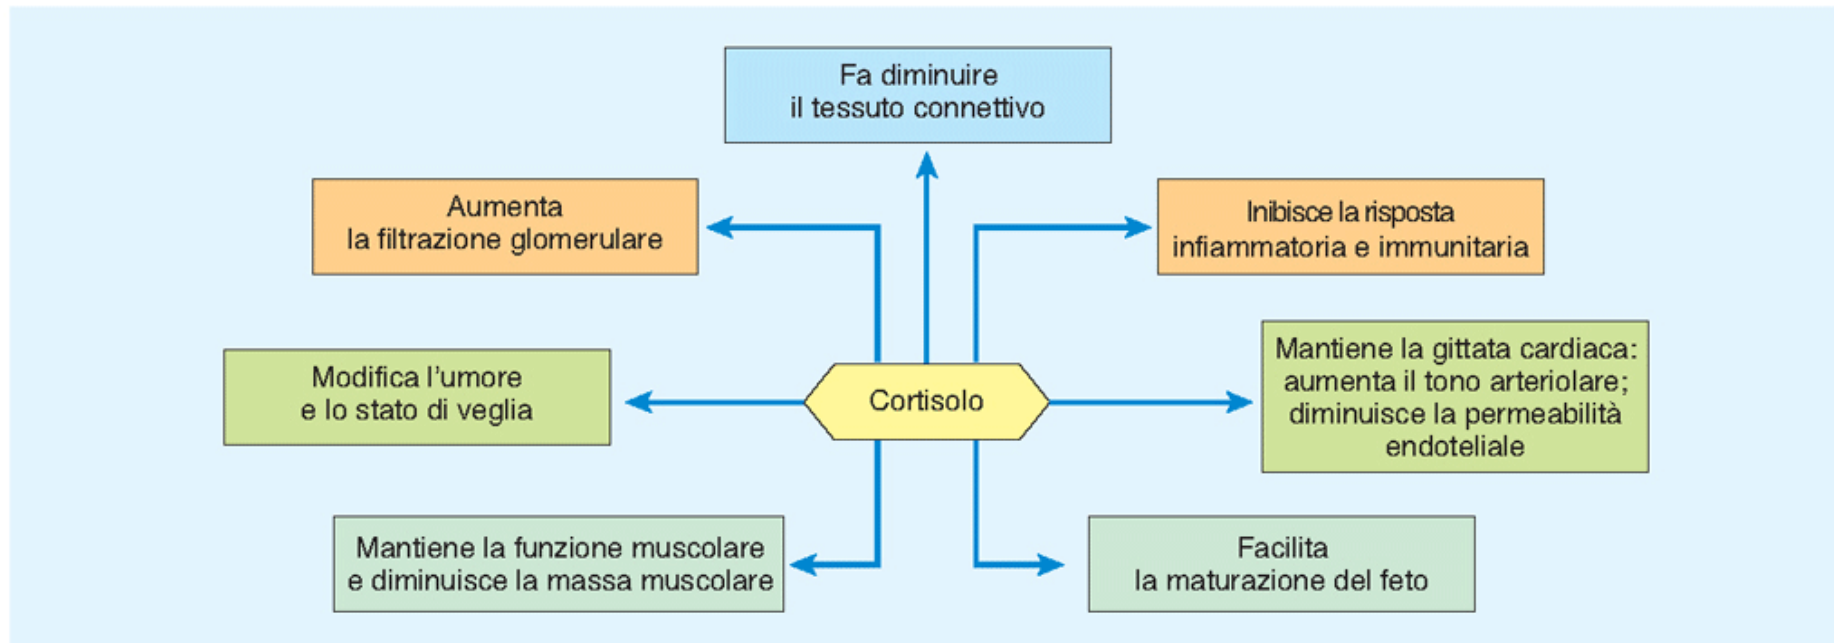 Fa diminuire
il tessuto connettivo
Aumenta
la filtrazione glomerulare
Inibisce la risposta
infiammatoria e immunitaria
Modifica l'umore
e lo stato di veglia
Cortisolo
Mantiene la gittata cardiaca:
aumenta il tono arteriolare;
diminuisce la permeabilità
endoteliale
Mantiene la funzione muscolare
e diminuisce la massa muscolare
Facilita
la maturazione del feto